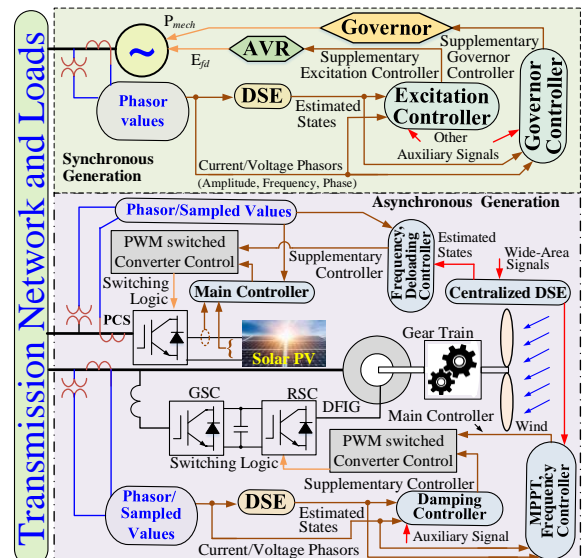 Transmission Network and Loads
P mech
Governor
~
E fd
AVR
Supplementary
Excitation Controller
Supplementary
Governor
Controller
Phasor
values
DSE
Estimated
States
Excitation
Controller
Governor
Controller
Other
Auxiliary Signals
Synchronous
Generation
Current/Voltage Phasors
(Amplitude, Frequency, Phase)
Asynchronous Generation
Phasor/Sampled Values
PWM switched
Converter Control
Supplementary
Controller
Frequency,
Deloading
Controller
Estimated
States
Wide-Area
Signals
Switching
Logic
Main Controller
Centralized DSE
PCS
Solar PV
Gear Train
GSC
RSC
DFIG
Main Controller
Wind
Switching Logic
PWM switched
Converter Control
Supplementary Controller
MPPT,
Frequency
Controller
Phasor/
Sampled
Values
DSE
Estimated
States
Damping
Controller
Auxiliary Signal
Current/Voltage Phasors